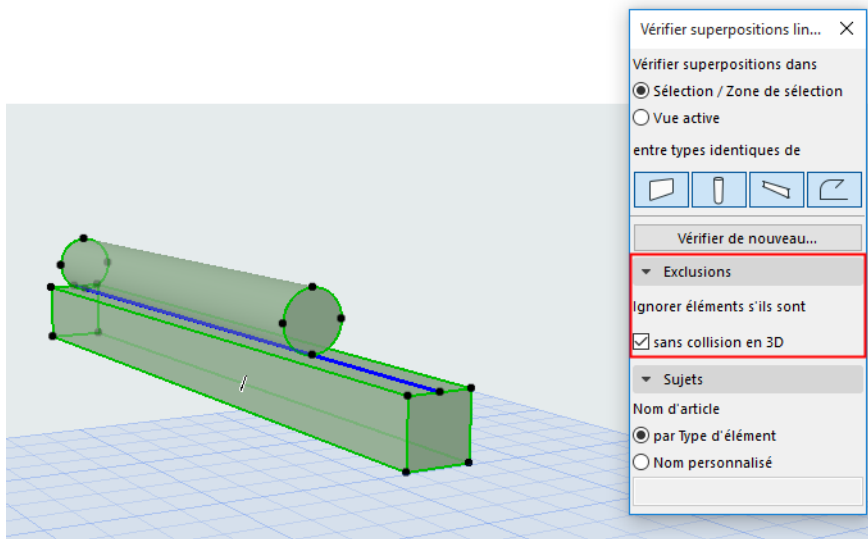 Vérifier superpositions lin...
Vérifier superpositions dans
Sélection / Zone de sélection
Vue active
entre types identiques de
Vérifier de nouveau...
Exclusions
Ignorer éléments s'ils sont
sans collision en 3D
Sujets
Nom d'article
par Type d'élément
Nom personnalisé